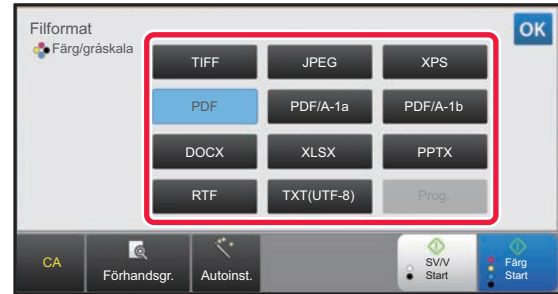 Filformat
OK
Färg/gråskala
TIFF JPEG XPS
PDF PDF/A-1a PDF/A-1b
DOCX XLSX PPTX
RTF TXT(UTF-8) Prog.
CA
Förhandsgr.
Autoinst.
SV/V
Start
Färg
Start